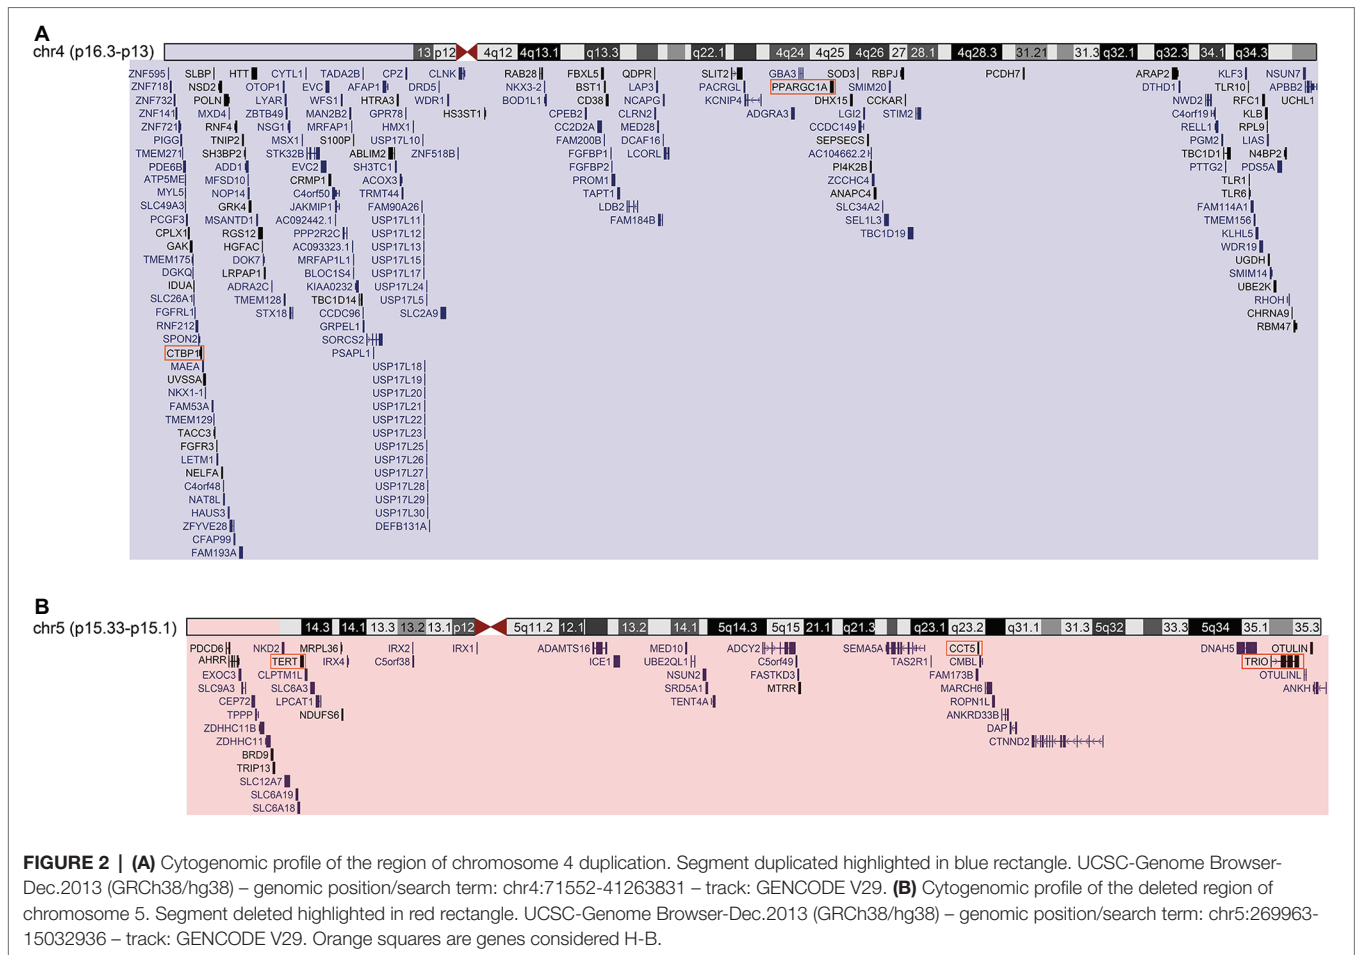 A
chr4 (p16.3-p13) 13 p12 4q12 4q13.1 q13.3 q22.1 4q24 4q25 4q26 27 28.1 4q28.3 31.21 31.3 q32.1 q32.3 34.1 q34.3
ZNF595 SLBP HTT CYTL1 TADA2B CPZ CLNK RAB28 FBXL5 QDPR SLIT2 GBA3 SOD3 RBPJ PCDH7 ARAP2 KLF3 NSUN7
ZNF718 NSD2 OTOP1 EVC AFAP1 DRD5 NKX3-2 BST1 LAP3 PACRGL PPARGC1A SMIM20 DTHD1 TLR10 APBB2
ZNF732 POLN LYAR WFS1 HTRA3 WDR1 BOD1L1 CD38 NCAPG KCNIP4 DHX15 CCKAR NWD2 RFC1 UCHL1
ZNF141 MXD4 ZBTB49 MAN2B2 GPR78 HS3ST1 CPEB2 CLRN2 ADGRA3 LGI2 STIM2 C4orf19 KLB
ZNF721 RNF4 NSG1 MRFAP1 HMX1 CC2D2A MED28 CCDC149 RELL1 RPL9
PIGG TNIP2 MSX1 S100P USP17L10 FAM200B DCAF16 SEPSECS PGM2 LIAS
TMEM271 SH3BP2 STK32B ABLIM2 ZNF518B FGFBP1 LCORL AC104662.2 TBC1D1 N4BP2
PDE6B ADD1 EVC2 SH3TC1 FGFBP2 PI4K2B PTTG2 PDS5A
ATP5ME MFSD10 CRMP1 ACOX3 PROM1 ZCCHC4 TLR1
MYL5 NOP14 C4orf50 TRMT44 TAPT1 ANAPC4 TLR6
SLC49A3 GRK4 JAKMIP1 FAM90A26 LDB2 SLC34A2 FAM114A1
PCGF3 MSANTD1 AC092442.1 USP17L11 FAM184B SEL1L3 TMEM156
CPLX1 RGS12 PPP2R2C USP17L12 TBC1D19 KLHL5
GAK HGFAC AC093323.1 USP17L13 WDR19
TMEM175 DOK7 MRFAP1L1 USP17L15 UGDH
DGKQ LRPAP1 BLOC1S4 USP17L17 SMIM14
IDUA ADRA2C KIAA0232 USP17L24 UBE2K
SLC26A1 TMEM128 TBC1D14 USP17L5 RHOH
FGFRL1 STX18 CCDC96 SLC2A9 CHRNA9
RNF212 GRPEL1 RBM47
SPON2 SORCS2
CTBP1 PSAPL1
MAEA USP17L18
UVSSA USP17L19
NKX1-1 USP17L20
FAM53A USP17L21
TMEM129 USP17L22
TACC3 USP17L23
FGFR3 USP17L25
LETM1 USP17L26
NELFA USP17L27
C4orf48 USP17L28
NAT8L USP17L29
HAUS3 USP17L30
ZFYVE28 DEFB131A
CFAP99
FAM193A
B
chr5 (p15.33-p15.1) 14.3 14.1 13.3 13.2 13.1 p12 5q11.2 12.1 13.2 14.1 5q14.3 5q15 21.1 q21.3 q23.1 q23.2 q31.1 31.3 5q32 5q34 35.1 35.3
PDCD6 NKD2 MRPL36 IRX2 IRX1 ADAMTS16 MED10 ADCY2 SEMA5A CCT5 DNAH5 OTULIN
AHRR TERT IRX4 C5orf38 ICE1 UBE2QL1 C5orf49 TAS2R1 CMBL TRIO
EXOC3 CLPTM1L NSUN2 FASTKD3 FAM173B OTULINL
SLC9A3 SLC6A3 SRD5A1 MTRR MARCH6 ANKH
CEP72 LPCAT1 TENT4A ROPN1L
TPPP NDUFS6 ANKRD33B
ZDHHC11B DAP
ZDHHC11 CTNND2
BRD9
TRIP13
SLC12A7
SLC6A19
SLC6A18
FIGURE 2 | (A) Cytogenomic profile of the region of chromosome 4 duplication. Segment duplicated highlighted in blue rectangle. UCSC-Genome Browser-
Dec.2013 (GRCh38/hg38) – genomic position/search term: chr4:71552-41263831 – track: GENCODE V29. (B) Cytogenomic profile of the deleted region of
chromosome 5. Segment deleted highlighted in red rectangle. UCSC-Genome Browser-Dec.2013 (GRCh38/hg38) – genomic position/search term: chr5:269963-
15032936 – track: GENCODE V29. Orange squares are genes considered H-B.